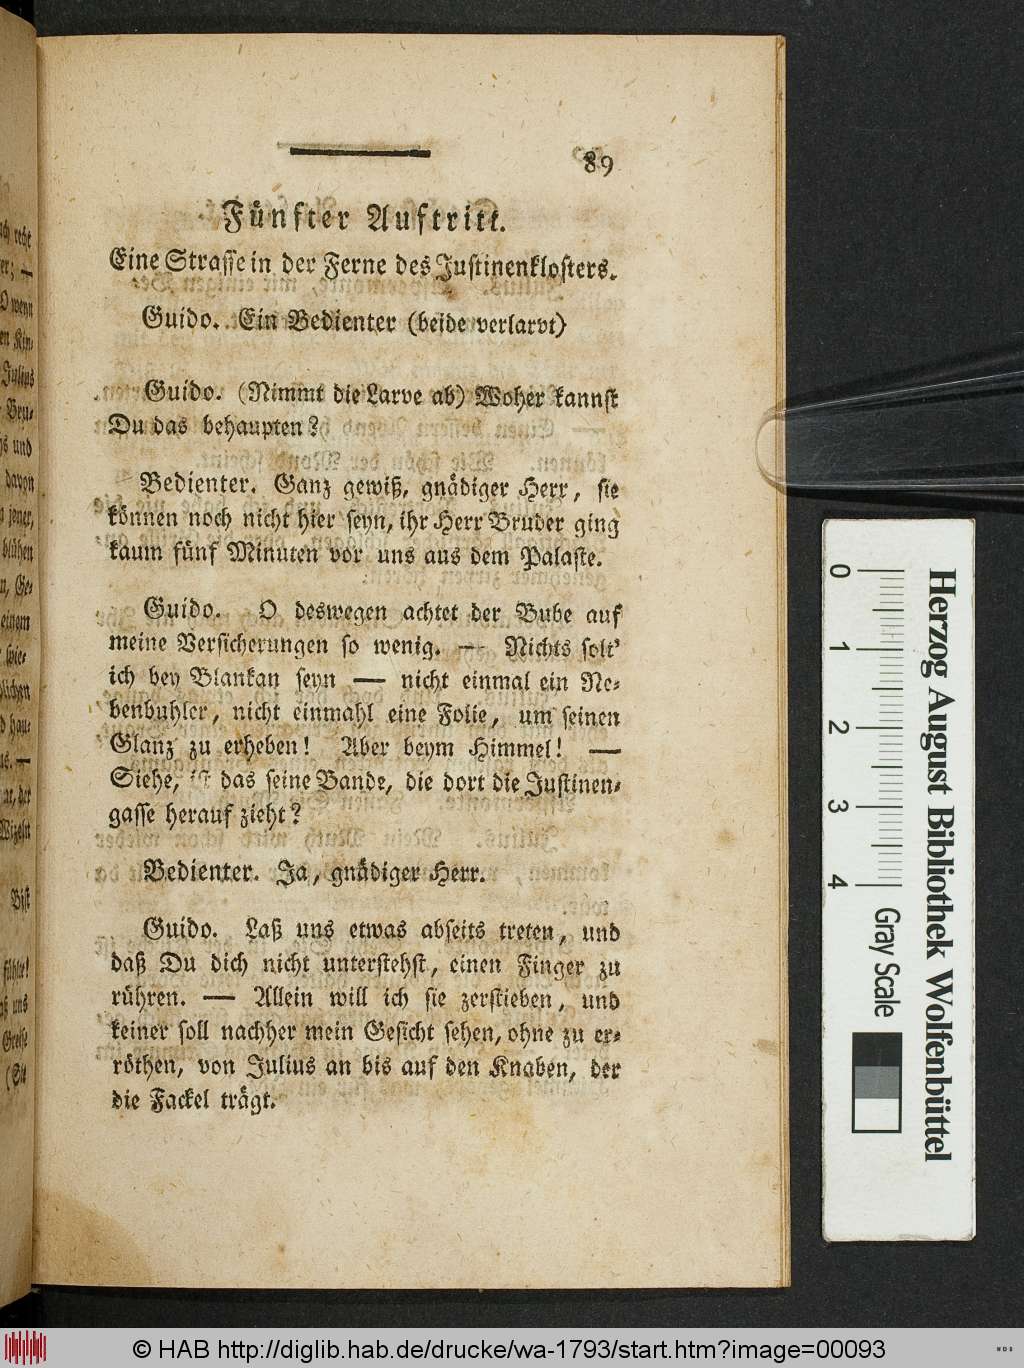 89
Fünfter Auftritt.
Eine Strasse in der Ferne des Justinenklosters.
Guido. Ein Bedienter (beide verlarvt)
Guido. (Nimmt die Larve ab) Woher kannst
Du das behaupten?
Bedienter. Ganz gewiß, gnädiger Herr, sie
können noch nicht hier seyn, ihr Herr Bruder ging
kaum fünf Minuten vor uns aus dem Palaste.
Guido. O deswegen achtet der Bube auf
meine Versicherungen so wenig. — Nichts solt'
ich bey Blankan seyn — nicht einmal ein Ne-
benbuhler, nicht einmahl eine Folie, um seinen
Glanz zu erheben! Aber beym Himmel! —
Siehe, ist das seine Bande, die dort die Justinen-
gasse herauf zieht?
Bedienter. Ja, gnädiger Herr.
Guido. Laß uns etwas abseits treten, und
daß Du dich nicht unterstehst, einen Finger zu
rühren. — Allein will ich sie zerstieben, und
keiner soll nachher mein Gesicht sehen, ohne zu er-
röthen, von Julius an bis auf den Knaben, der
die Fackel trägt.
0 1 2 3 4
Gray Scale
Herzog August Bibliothek Wolfenbüttel
© HAB http://diglib.hab.de/drucke/wa-1793/start.htm?image=00093